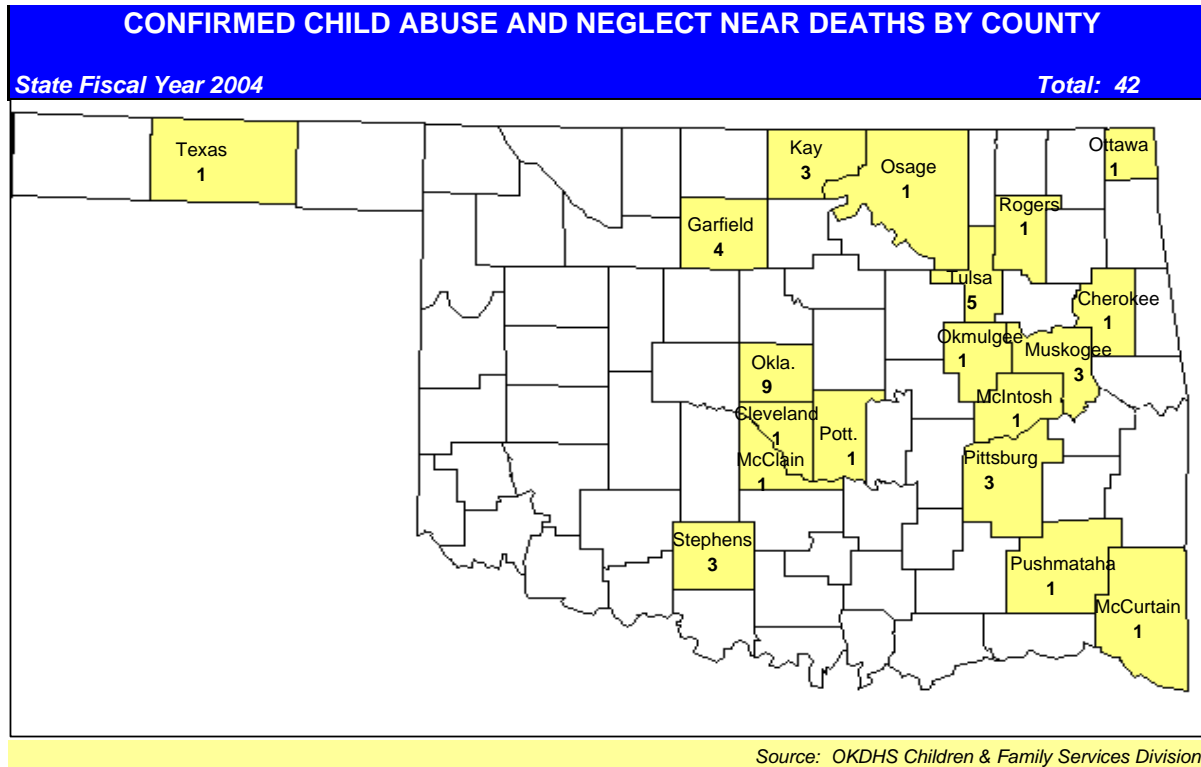 CONFIRMED CHILD ABUSE AND NEGLECT NEAR DEATHS BY COUNTY
State Fiscal Year 2004 Total: 42
Texas
1
Kay
3
Osage
1
Ottawa
1
Garfield
4
Rogers
1
Tulsa
5
Cherokee
1
Okmulgee
1
Muskogee
3
Okla.
9
McIntosh
1
Cleveland
1
Pott.
1
McClain
1
Pittsburg
3
Stephens
3
Pushmataha
1
McCurtain
1
Source: OKDHS Children & Family Services Division